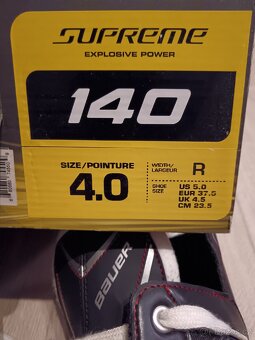 SUPREME
EXPLOSIVE POWER
140
SIZE/POINTURE
4.0
WIDTH/
LARGEUR
R
SHOE
SIZE
US 5.0
EUR 37.5
UK 4.5
CM 23.5
BAUER